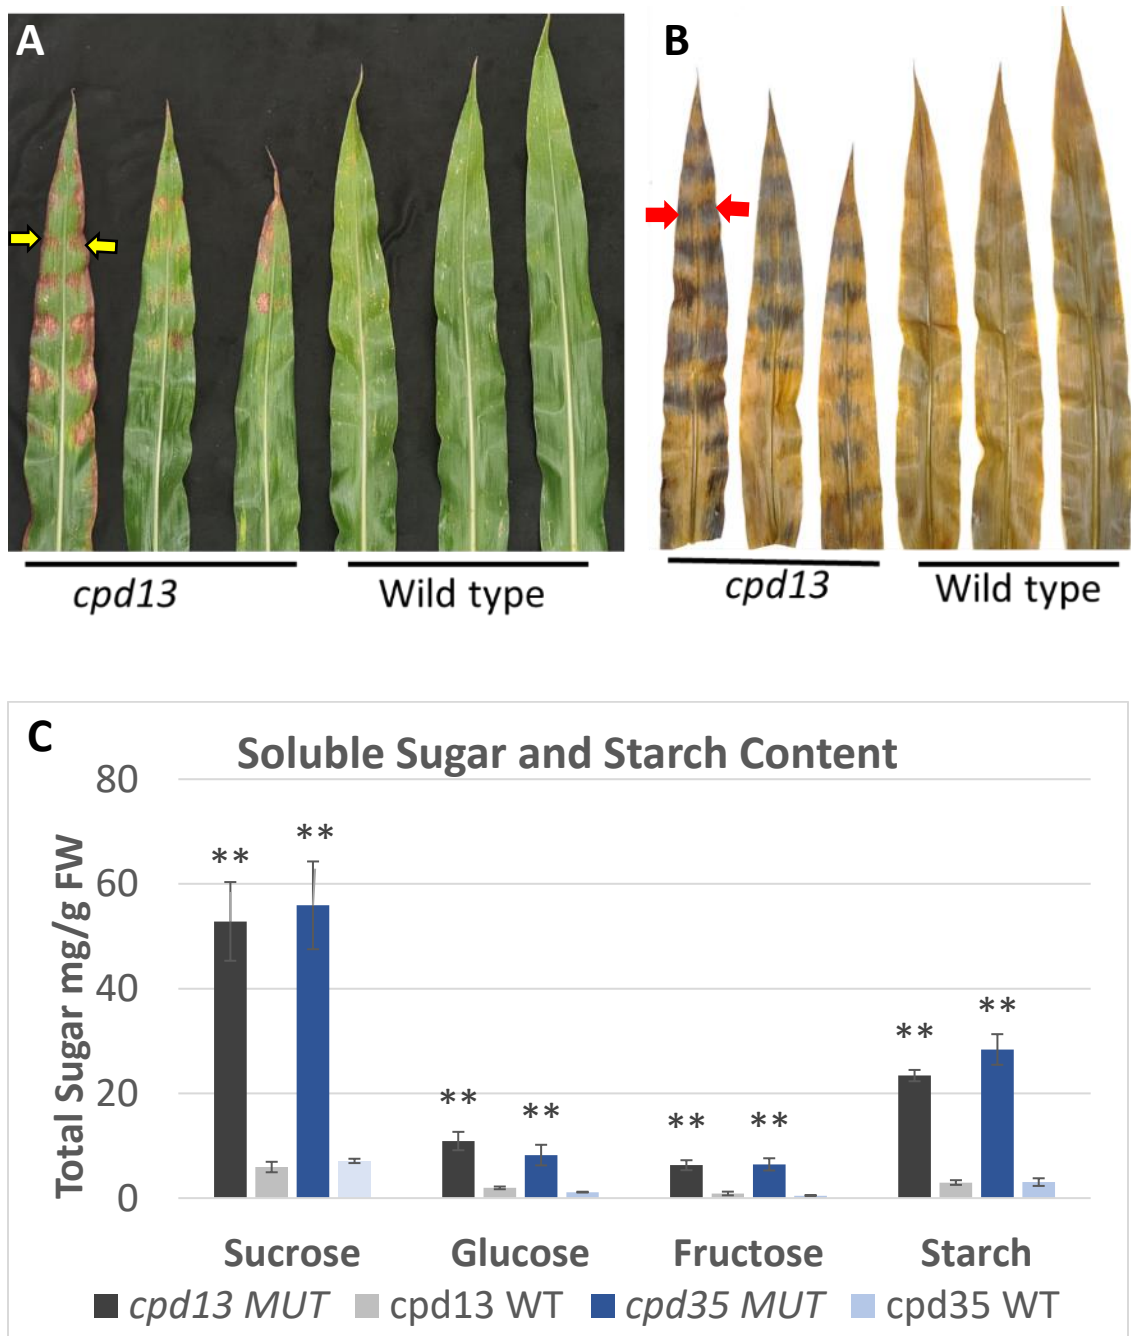 A
B
cpd13
Wild type
cpd13
Wild type
C
Soluble Sugar and Starch Content
Total Sugar mg/g FW
80
60
40
20
0
**
**
**
**
**
**
**
**
Sucrose
Glucose
Fructose
Starch
cpd13 MUT
cpd13 WT
cpd35 MUT
cpd35 WT